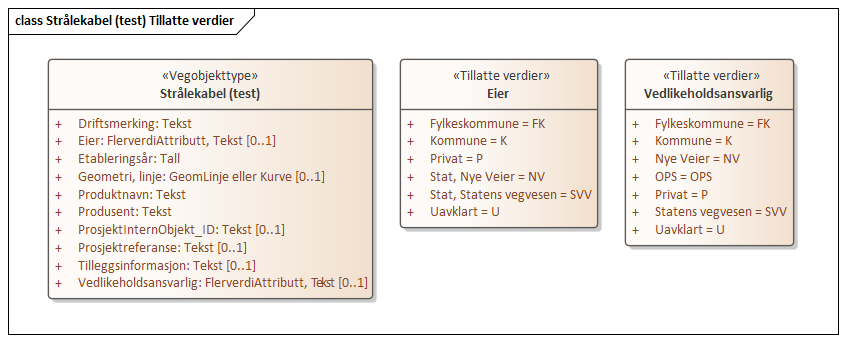 class Strålekabel (test) Tillatte verdier
«Vegobjekttype»
Strålekabel (test)
+ Driftsmerking: Tekst
+ Eier: FlerverdiAttributt, Tekst [0..1]
+ Etableringsår: Tall
+ Geometri, linje: GeomLinje eller Kurve [0..1]
+ Produktnavn: Tekst
+ Produsent: Tekst
+ ProsjektInternObjekt_ID: Tekst [0..1]
+ Prosjektreferanse: Tekst [0..1]
+ Tilleggsinformasjon: Tekst [0..1]
+ Vedlikeholdsansvarlig: FlerverdiAttributt, Tekst [0..1]
«Tillatte verdier»
Eier
+ Fylkeskommune = FK
+ Kommune = K
+ Privat = P
+ Stat, Nye Veier = NV
+ Stat, Statens vegvesen = SVV
+ Uavklart = U
«Tillatte verdier»
Vedlikeholdsansvarlig
+ Fylkeskommune = FK
+ Kommune = K
+ Nye Veier = NV
+ OPS = OPS
+ Privat = P
+ Statens vegvesen = SVV
+ Uavklart = U